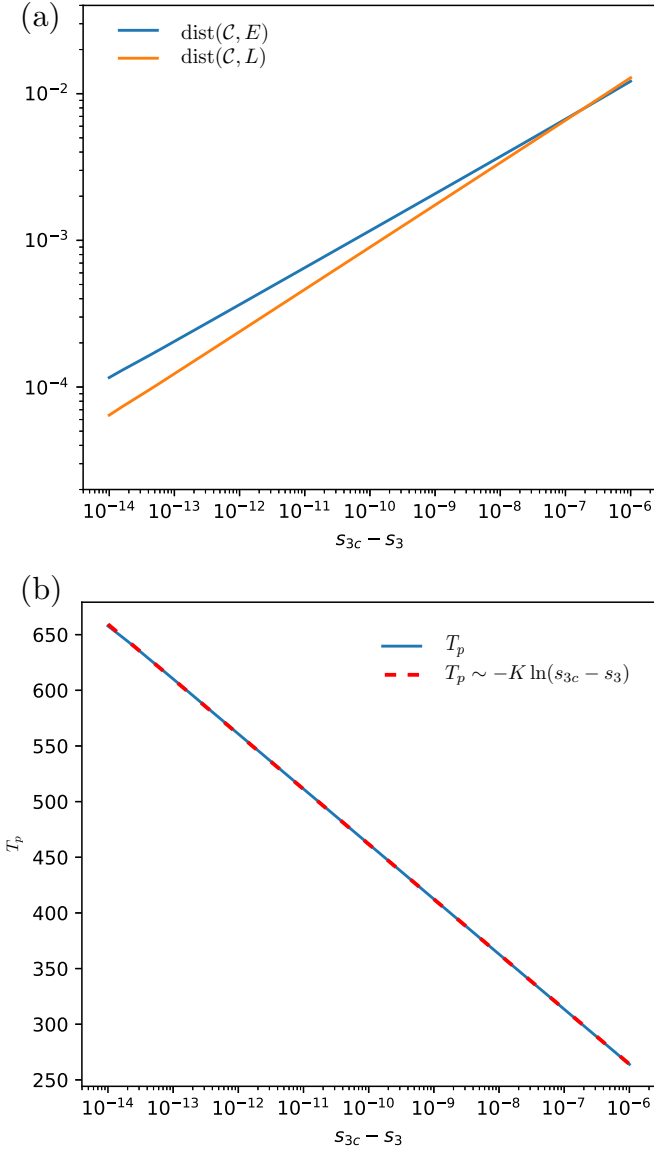 (a)
dist(𝒞, E)
dist(𝒞, L)
10⁻²
10⁻³
10⁻⁴
10⁻¹⁴ 10⁻¹³ 10⁻¹² 10⁻¹¹ 10⁻¹⁰ 10⁻⁹ 10⁻⁸ 10⁻⁷ 10⁻⁶
s₃c − s₃
(b)
T_p
T_p ∼ −K ln(s₃c − s₃)
650
600
550
500
450
400
350
300
250
T_p
10⁻¹⁴ 10⁻¹³ 10⁻¹² 10⁻¹¹ 10⁻¹⁰ 10⁻⁹ 10⁻⁸ 10⁻⁷ 10⁻⁶
s₃c − s₃